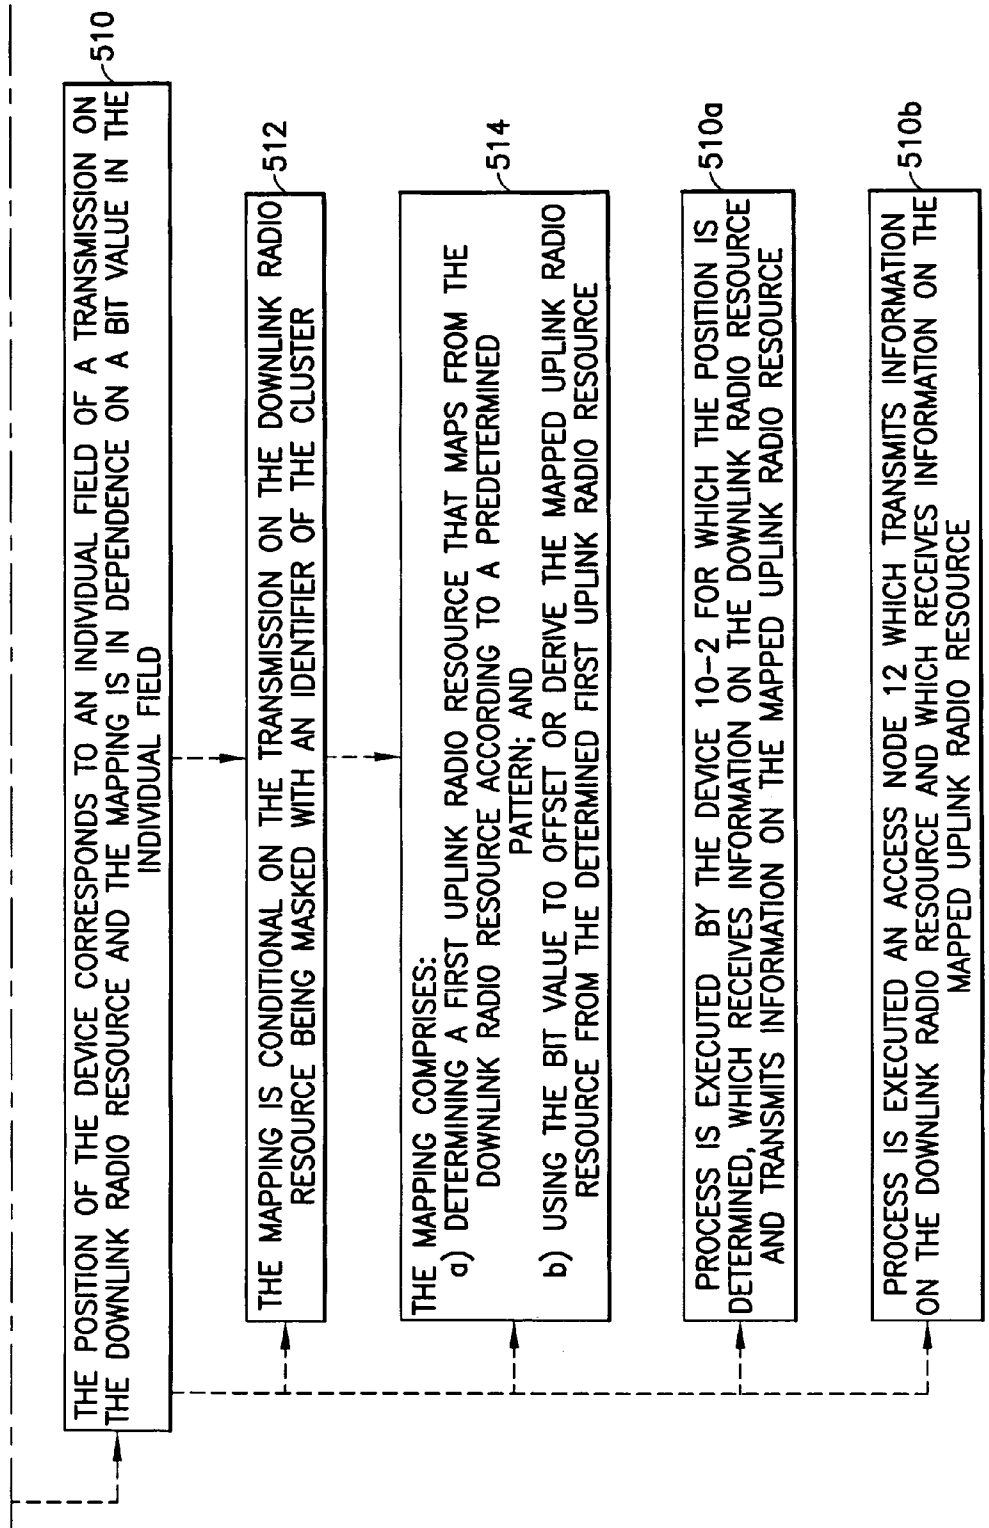 510
THE POSITION OF THE DEVICE CORRESPONDS TO AN INDIVIDUAL FIELD OF A TRANSMISSION ON
THE DOWNLINK RADIO RESOURCE AND THE MAPPING IS IN DEPENDENCE ON A BIT VALUE IN THE
INDIVIDUAL FIELD
512
THE MAPPING IS CONDITIONAL ON THE TRANSMISSION ON THE DOWNLINK RADIO
RESOURCE BEING MASKED WITH AN IDENTIFIER OF THE CLUSTER
514
THE MAPPING COMPRISES:
a) DETERMINING A FIRST UPLINK RADIO RESOURCE THAT MAPS FROM THE
DOWNLINK RADIO RESOURCE ACCORDING TO A PREDETERMINED
PATTERN; AND
b) USING THE BIT VALUE TO OFFSET OR DERIVE THE MAPPED UPLINK RADIO
RESOURCE FROM THE DETERMINED FIRST UPLINK RADIO RESOURCE
510a
PROCESS IS EXECUTED BY THE DEVICE 10-2 FOR WHICH THE POSITION IS
DETERMINED, WHICH RECEIVES INFORMATION ON THE DOWNLINK RADIO RESOURCE
AND TRANSMITS INFORMATION ON THE MAPPED UPLINK RADIO RESOURCE
510b
PROCESS IS EXECUTED AN ACCESS NODE 12 WHICH TRANSMITS INFORMATION
ON THE DOWNLINK RADIO RESOURCE AND WHICH RECEIVES INFORMATION ON THE
MAPPED UPLINK RADIO RESOURCE